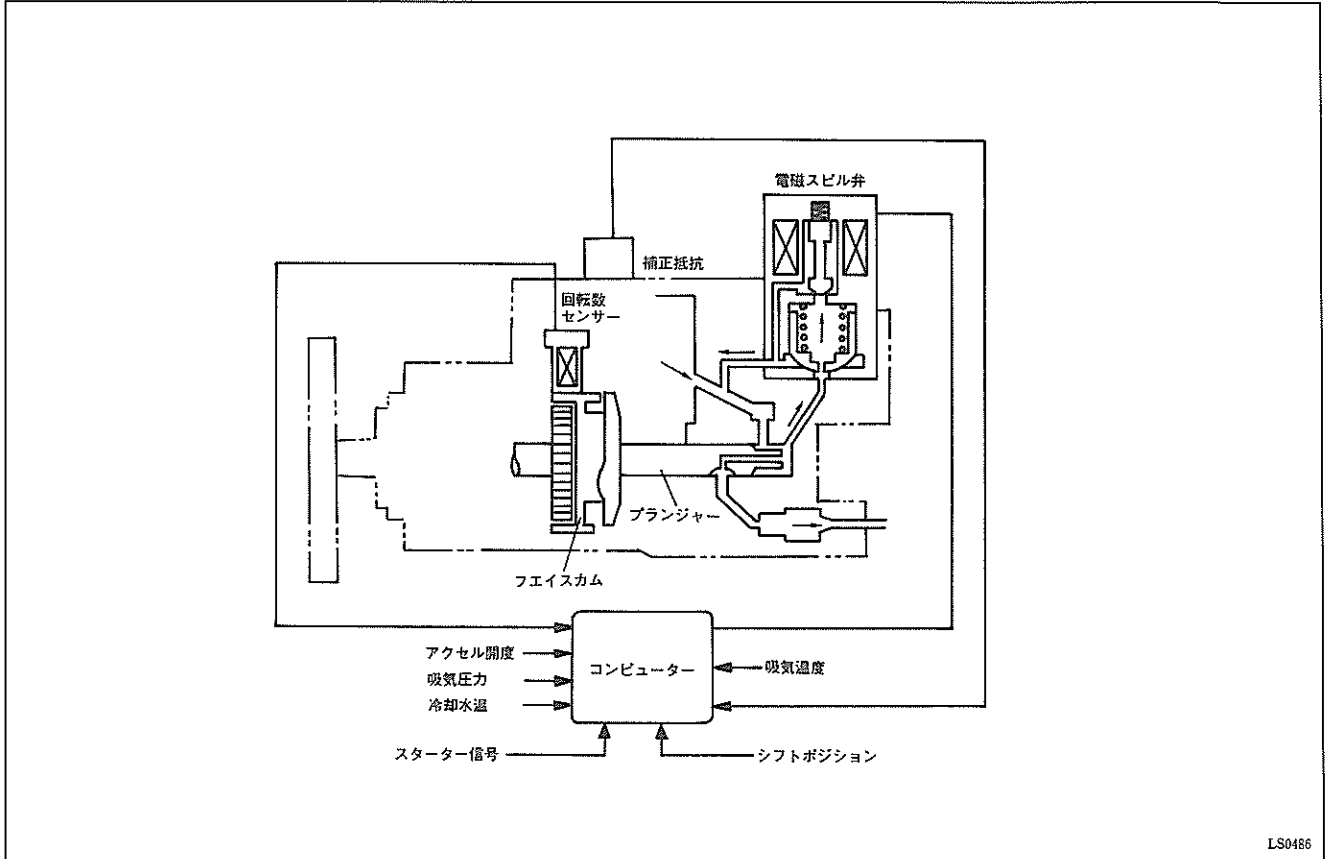 電磁スピル弁
補正抵抗
回転数
センサー
プランジャー
フエイスカム
コンピューター
アクセル開度
吸気圧力
冷却水温
吸気温度
スターター信号
シフトポジション
LS0486